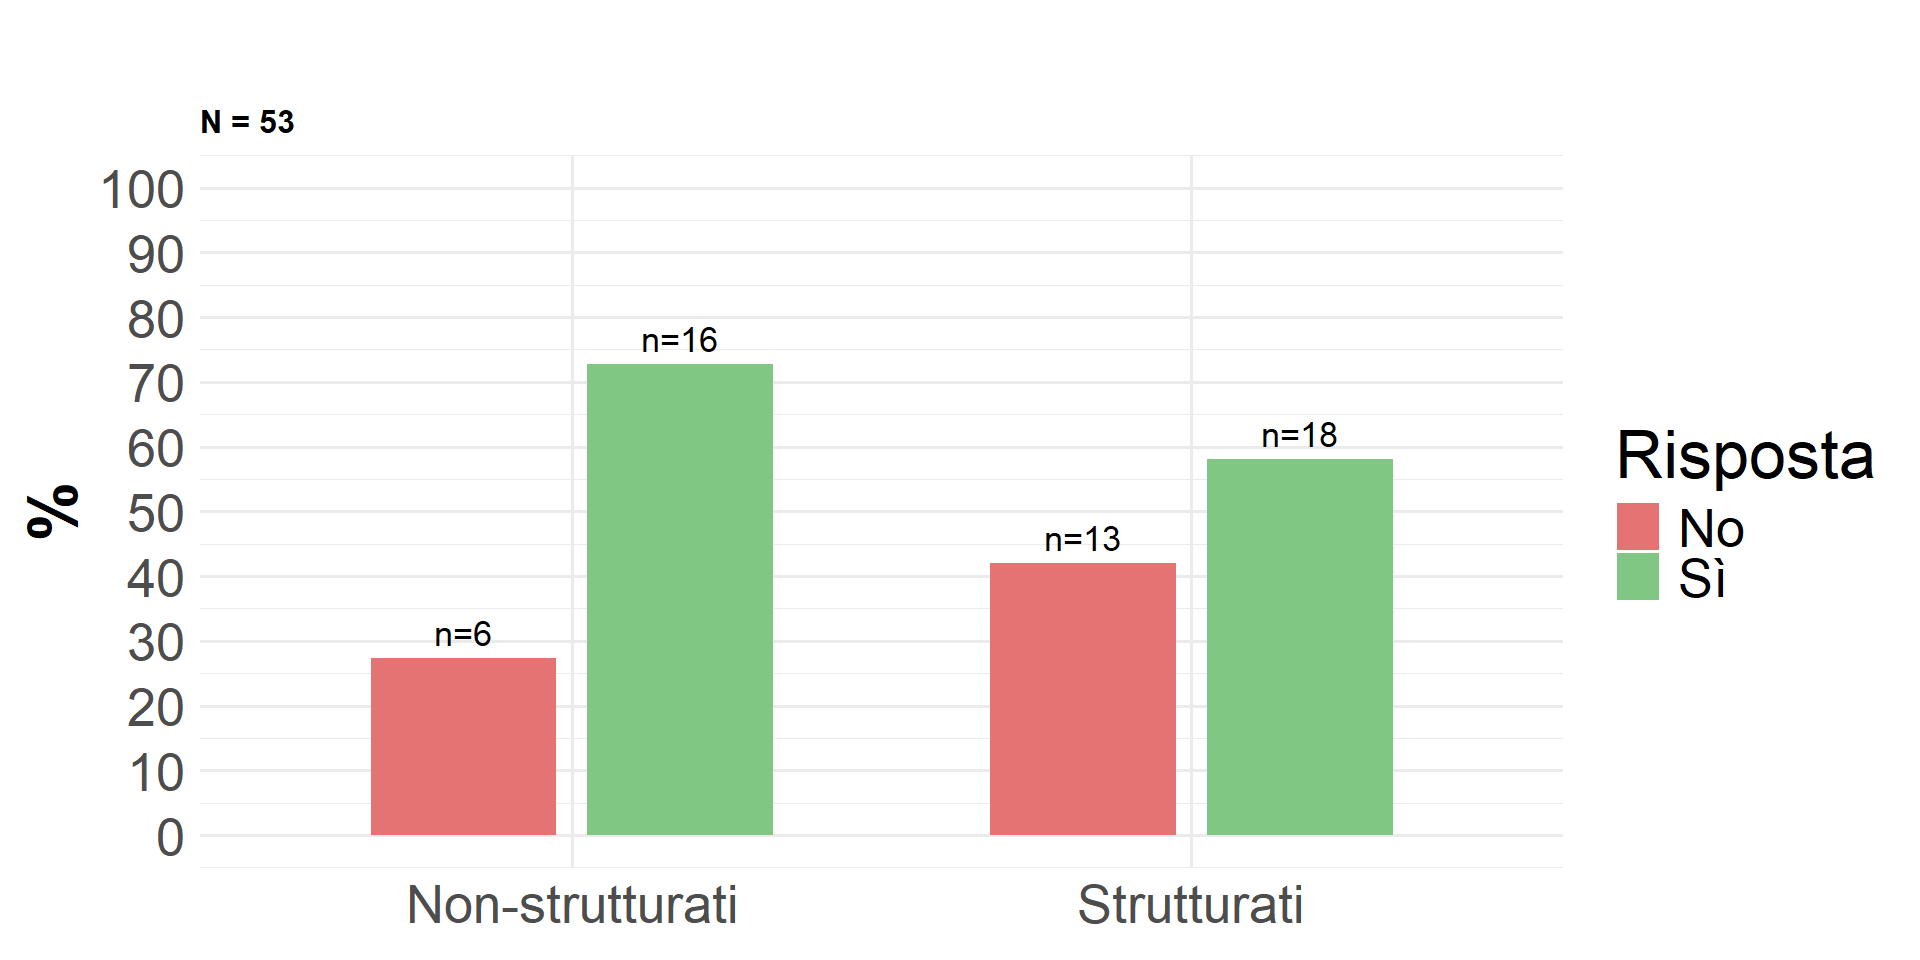 N = 53
100
90
80
70
60
50
40
30
20
10
0
%
n=6
n=16
n=13
n=18
Non-strutturati
Strutturati
Risposta
No
Sì